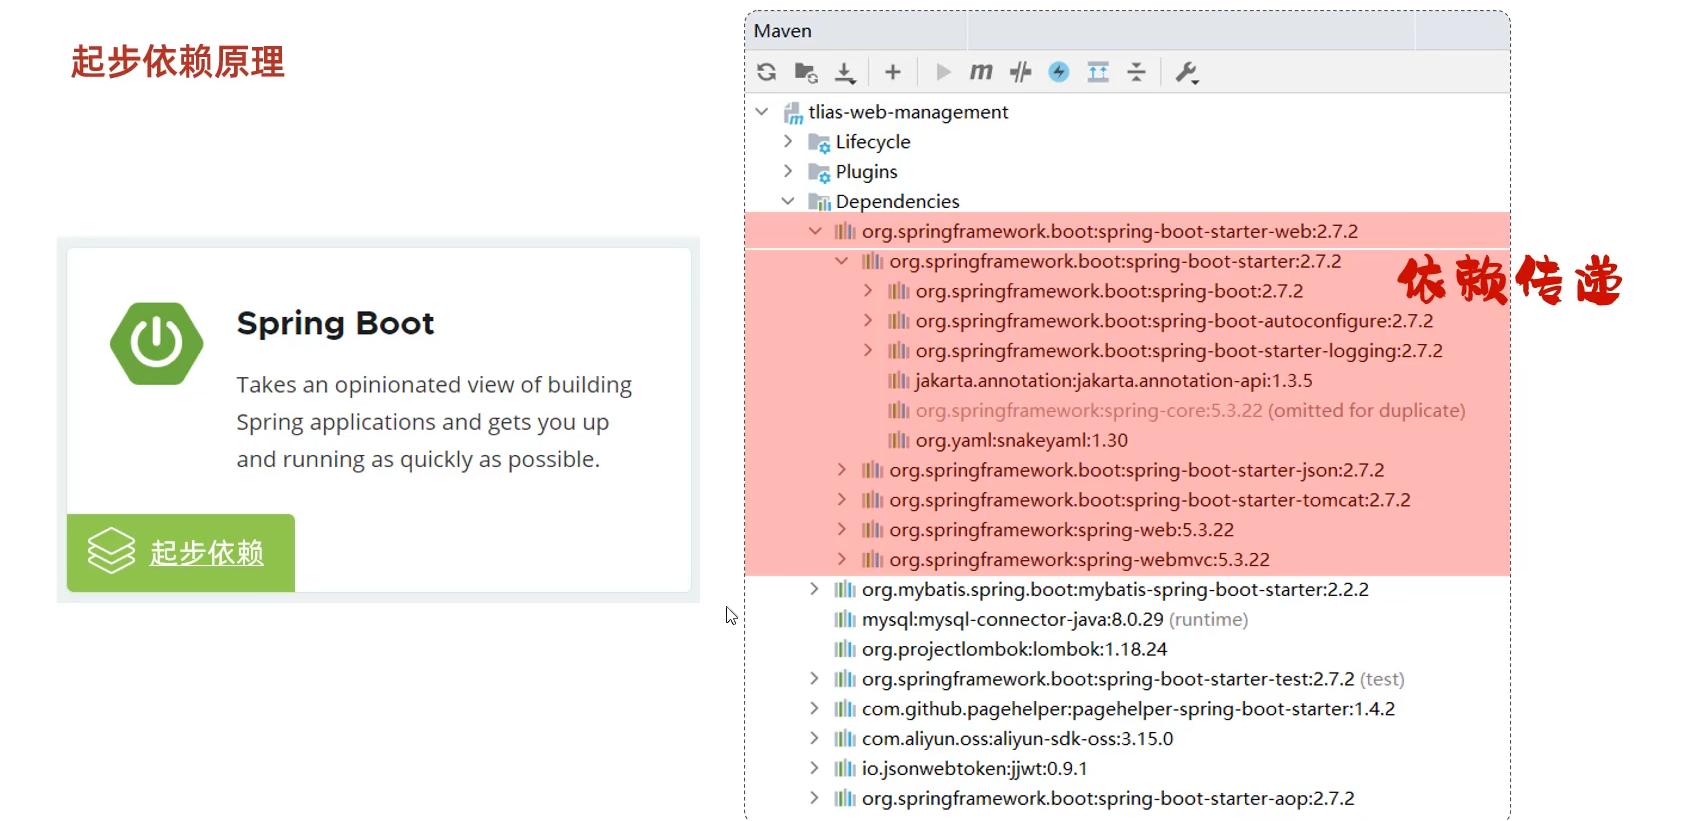 起步依赖原理
Spring Boot
Takes an opinionated view of building
Spring applications and gets you up
and running as quickly as possible.
起步依赖
Maven
m
tlias-web-management
Lifecycle
Plugins
Dependencies
org.springframework.boot:spring-boot-starter-web:2.7.2
org.springframework.boot:spring-boot-starter:2.7.2
依赖传递
org.springframework.boot:spring-boot:2.7.2
org.springframework.boot:spring-boot-autoconfigure:2.7.2
org.springframework.boot:spring-boot-starter-logging:2.7.2
jakarta.annotation:jakarta.annotation-api:1.3.5
org.springframework:spring-core:5.3.22 (omitted for duplicate)
org.yaml:snakeyaml:1.30
org.springframework.boot:spring-boot-starter-json:2.7.2
org.springframework.boot:spring-boot-starter-tomcat:2.7.2
org.springframework:spring-web:5.3.22
org.springframework:spring-webmvc:5.3.22
org.mybatis.spring.boot:mybatis-spring-boot-starter:2.2.2
mysql:mysql-connector-java:8.0.29 (runtime)
org.projectlombok:lombok:1.18.24
org.springframework.boot:spring-boot-starter-test:2.7.2 (test)
com.github.pagehelper:pagehelper-spring-boot-starter:1.4.2
com.aliyun.oss:aliyun-sdk-oss:3.15.0
io.jsonwebtoken:jjwt:0.9.1
org.springframework.boot:spring-boot-starter-aop:2.7.2